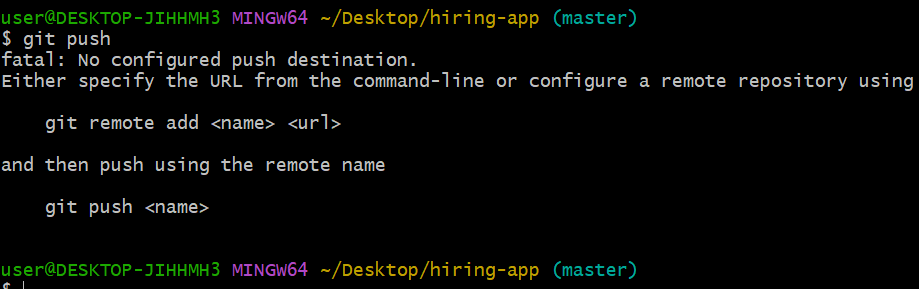 user@DESKTOP-JIHHMH3 MINGW64 ~/Desktop/hiring-app (master)
$ git push
fatal: No configured push destination.
Either specify the URL from the command-line or configure a remote repository using

    git remote add <name> <url>

and then push using the remote name

    git push <name>

user@DESKTOP-JIHHMH3 MINGW64 ~/Desktop/hiring-app (master)
$